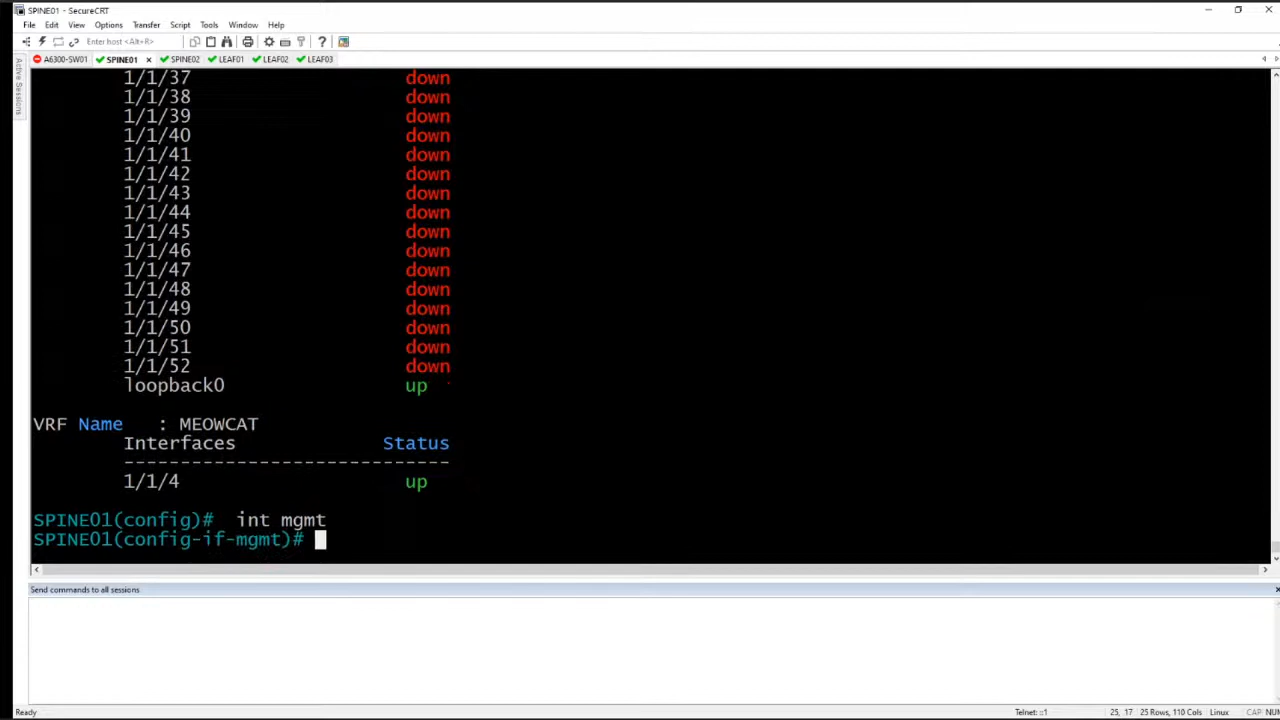 SPINE01 - SecureCRT
File Edit View Options Transfer Script Tools Window Help
Enter host <Alt+R>
A6300-SW01 SPINE01 SPINE02 LEAF01 LEAF02 LEAF03
Active Sessions
1/1/37 down
1/1/38 down
1/1/39 down
1/1/40 down
1/1/41 down
1/1/42 down
1/1/43 down
1/1/44 down
1/1/45 down
1/1/46 down
1/1/47 down
1/1/48 down
1/1/49 down
1/1/50 down
1/1/51 down
1/1/52 down
loopback0 up
VRF Name : MEOWCAT
Interfaces Status
-----------------------------
1/1/4 up
SPINE01(config)# int mgmt
SPINE01(config-if-mgmt)#
Send commands to all sessions
Ready Telnet: ::1 25, 17 25 Rows, 110 Cols Linux CAP NUM